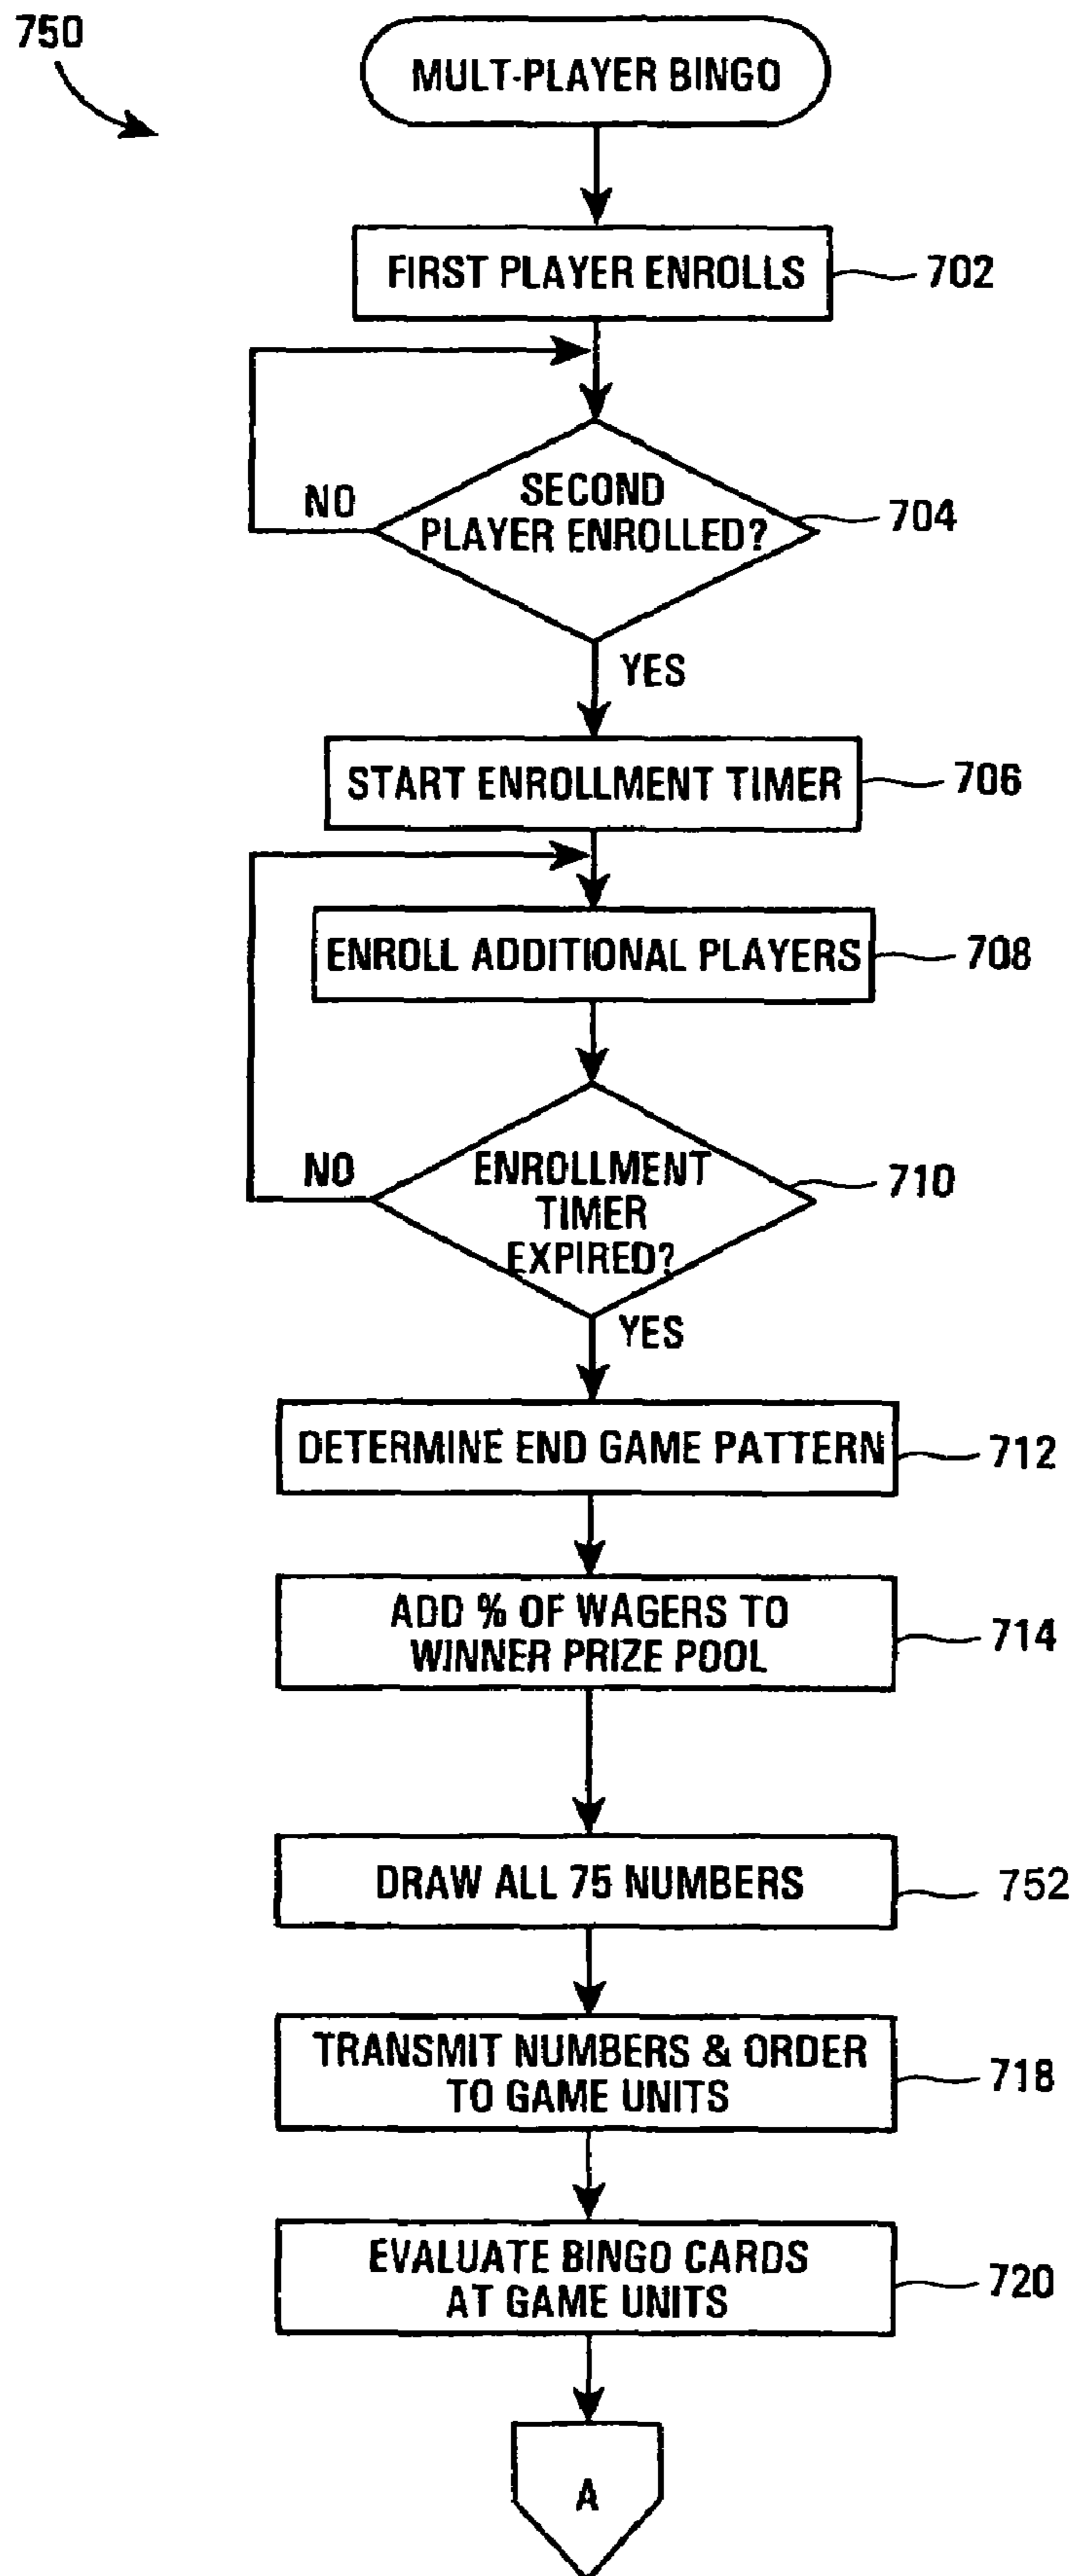 750
MULT-PLAYER BINGO
FIRST PLAYER ENROLLS
702
SECOND
PLAYER ENROLLED?
NO
704
YES
START ENROLLMENT TIMER
706
ENROLL ADDITIONAL PLAYERS
708
NO
ENROLLMENT
TIMER
EXPIRED?
710
YES
DETERMINE END GAME PATTERN
712
ADD % OF WAGERS TO
WINNER PRIZE POOL
714
DRAW ALL 75 NUMBERS
752
TRANSMIT NUMBERS & ORDER
TO GAME UNITS
718
EVALUATE BINGO CARDS
AT GAME UNITS
720
A